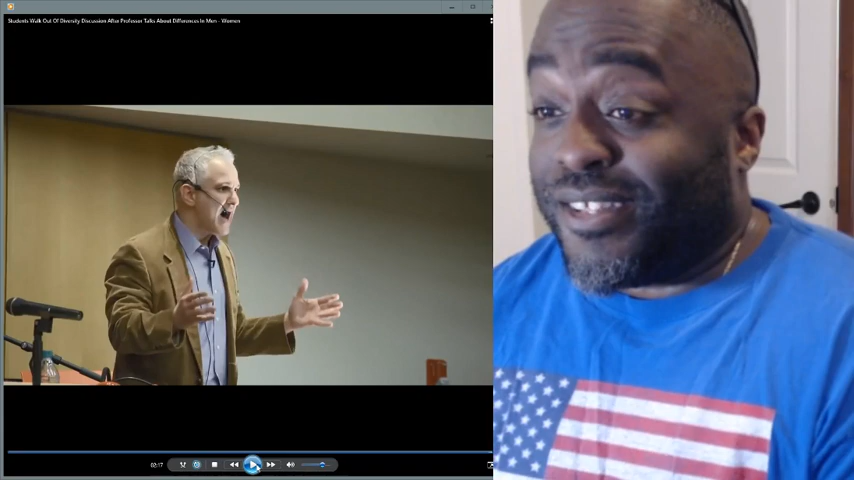 Students Walk Out Of Diversity Discussion After Professor Talks About Differences In Men - Women
02:17